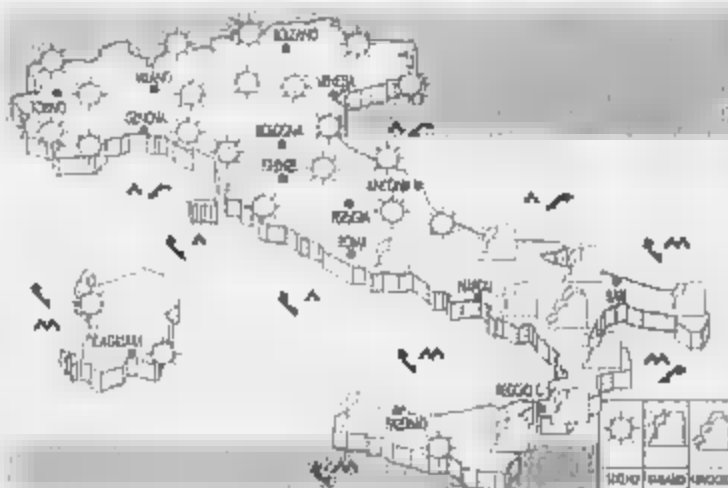 BOLZANO
MILANO
VENEZIA
TORINO
GENOVA
BOLOGNA
FIRENZE
ANCONA
PERUGIA
ROMA
NAPOLI
BARI
CAGLIARI
REGGIO C.
PALERMO